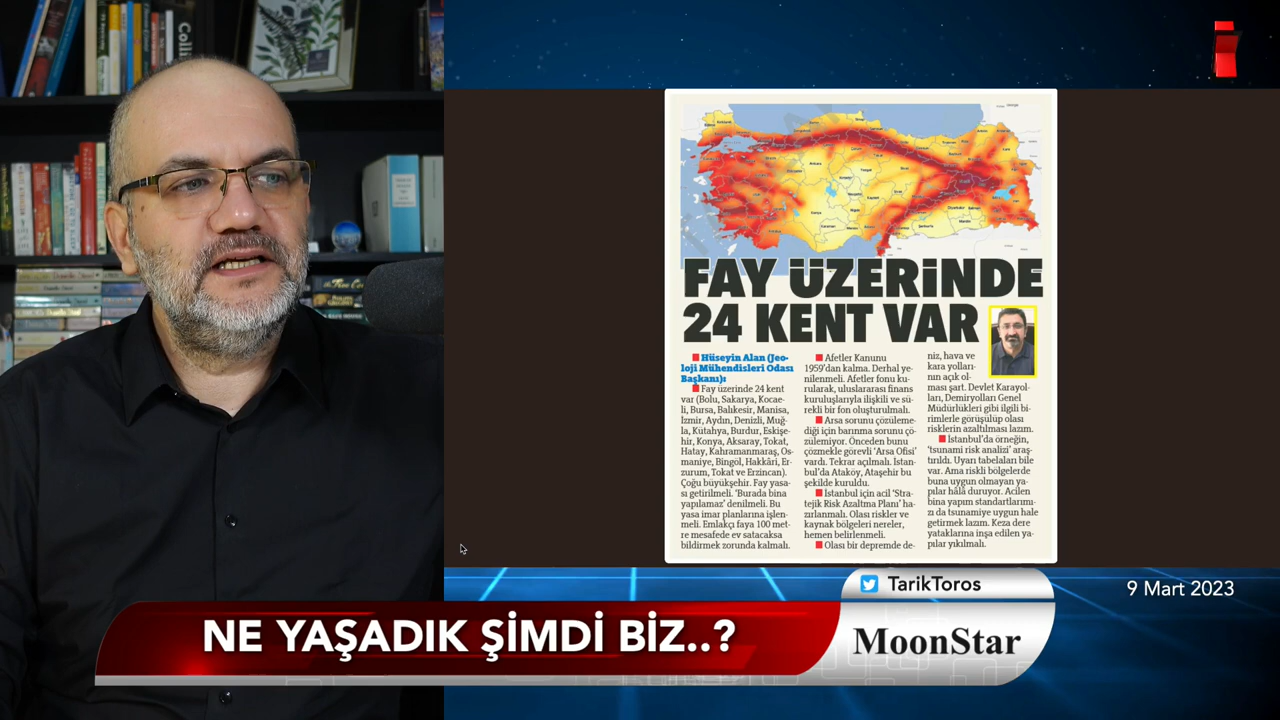 Colli
FAY ÜZERİNDE
24 KENT VAR
Hüseyin Alan (Jeo-
loji Mühendisleri Odası
Başkanı):
Fay üzerinde 24 kent
var (Bolu, Sakarya, Kocae-
li, Bursa, Balıkesir, Manisa,
İzmir, Aydın, Denizli, Muğ-
la, Kütahya, Burdur, Eskişe-
hir, Konya, Aksaray, Tokat,
Hatay, Kahramanmaraş, Os-
maniye, Bingöl, Hakkâri, Er-
zurum, Tokat ve Erzincan).
Çoğu büyükşehir. Fay yasa-
sı getirilmeli. 'Burada bina
yapılamaz' denilmeli. Bu
yasa imar planlarına işlen-
meli. Emlakçı faya 100 met-
re mesafede ev satacaksa
bildirmek zorunda kalmalı.
Afetler Kanunu
1959'dan kalma. Derhal ye-
nilenmeli. Afetler fonu ku-
rularak, uluslararası finans
kuruluşlarıyla ilişkili ve sü-
rekli bir fon oluşturulmalı.
Arsa sorunu çözüleme-
diği için barınma sorunu çö-
zülemiyor. Önceden bunu
çözmekle görevli 'Arsa Ofisi'
vardı. Tekrar açılmalı. İstan-
bul'da Ataköy, Ataşehir bu
şekilde kuruldu.
İstanbul için acil 'Stra-
tejik Risk Azaltma Planı' ha-
zırlanmalı. Olası riskler ve
kaynak bölgeleri nereler,
hemen belirlenmeli.
Olası bir depremde de-
niz, hava ve
kara yolları-
nın açık ol-
ması şart. Devlet Karayol-
ları, Demiryolları Genel
Müdürlükleri gibi ilgili bi-
rimlerle görüşülüp olası
risklerin azaltılması lazım.
İstanbul'da örneğin,
'tsunami risk analizi' araş-
tırıldı. Uyarı tabelaları bile
var. Ama riskli bölgelerde
buna uygun olmayan ya-
pılar hâlâ duruyor. Acilen
bina yapım standartlarımı-
zı da tsunamiye uygun hale
getirmek lazım. Keza dere
yataklarına inşa edilen ya-
pılar yıkılmalı.
TarikToros
9 Mart 2023
NE YAŞADIK ŞİMDİ BİZ..?
MoonStar